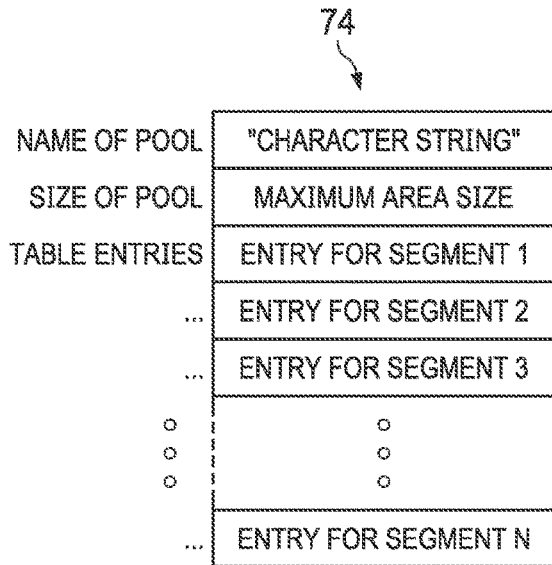 74
NAME OF POOL "CHARACTER STRING"
SIZE OF POOL MAXIMUM AREA SIZE
TABLE ENTRIES ENTRY FOR SEGMENT 1
... ENTRY FOR SEGMENT 2
... ENTRY FOR SEGMENT 3
... ENTRY FOR SEGMENT N